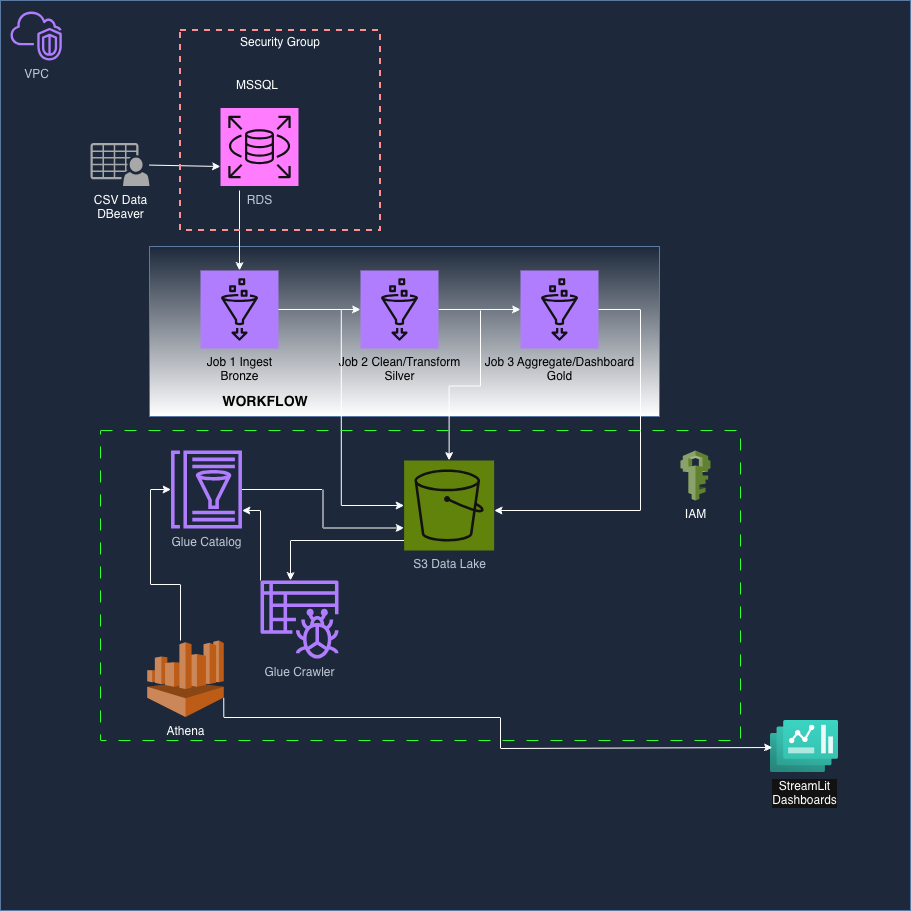 Security Group
VPC
MSSQL
CSV Data
DBeaver
RDS
Job 1 Ingest
Bronze
Job 2 Clean/Transform
Silver
Job 3 Aggregate/Dashboard
Gold
WORKFLOW
IAM
Glue Catalog
S3 Data Lake
Glue Crawler
Athena
StreamLit
Dashboards